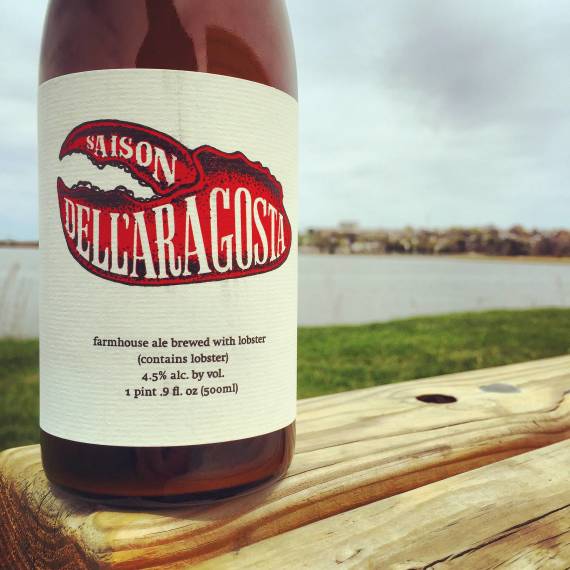 SAISON
DELL'ARAGOSTA
farmhouse ale brewed with lobster
(contains lobster)
4.5% alc. by vol.
1 pint .9 fl. oz (500ml)